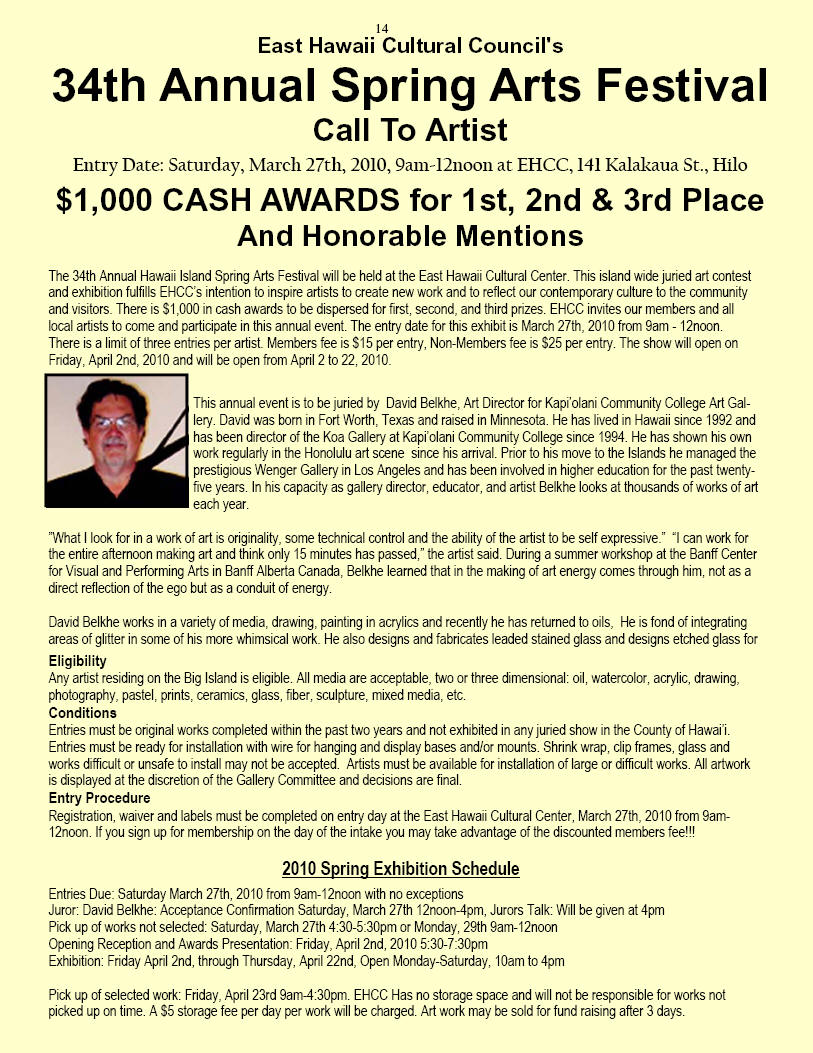 14
East Hawaii Cultural Council's
34th Annual Spring Arts Festival
Call To Artist
Entry Date: Saturday, March 27th, 2010, 9am-12noon at EHCC, 141 Kalakaua St., Hilo
$1,000 CASH AWARDS for 1st, 2nd & 3rd Place
And Honorable Mentions
The 34th Annual Hawaii Island Spring Arts Festival will be held at the East Hawaii Cultural Center. This island wide juried art contest
and exhibition fulfills EHCC's intention to inspire artists to create new work and to reflect our contemporary culture to the community
and visitors. There is $1,000 in cash awards to be dispersed for first, second, and third prizes. EHCC invites our members and all
local artists to come and participate in this annual event. The entry date for this exhibit is March 27th, 2010 from 9am - 12noon.
There is a limit of three entries per artist. Members fee is $15 per entry, Non-Members fee is $25 per entry. The show will open on
Friday, April 2nd, 2010 and will be open from April 2 to 22, 2010.
This annual event is to be juried by David Belkhe, Art Director for Kapi'olani Community College Art Gal-
lery. David was born in Fort Worth, Texas and raised in Minnesota. He has lived in Hawaii since 1992 and
has been director of the Koa Gallery at Kapi'olani Community College since 1994. He has shown his own
work regularly in the Honolulu art scene since his arrival. Prior to his move to the Islands he managed the
prestigious Wenger Gallery in Los Angeles and has been involved in higher education for the past twenty-
five years. In his capacity as gallery director, educator, and artist Belkhe looks at thousands of works of art
each year.
"What I look for in a work of art is originality, some technical control and the ability of the artist to be self expressive." "I can work for
the entire afternoon making art and think only 15 minutes has passed," the artist said. During a summer workshop at the Banff Center
for Visual and Performing Arts in Banff Alberta Canada, Belkhe learned that in the making of art energy comes through him, not as a
direct reflection of the ego but as a conduit of energy.
David Belkhe works in a variety of media, drawing, painting in acrylics and recently he has returned to oils, He is fond of integrating
areas of glitter in some of his more whimsical work. He also designs and fabricates leaded stained glass and designs etched glass for
Eligibility
Any artist residing on the Big Island is eligible. All media are acceptable, two or three dimensional: oil, watercolor, acrylic, drawing,
photography, pastel, prints, ceramics, glass, fiber, sculpture, mixed media, etc.
Conditions
Entries must be original works completed within the past two years and not exhibited in any juried show in the County of Hawai'i.
Entries must be ready for installation with wire for hanging and display bases and/or mounts. Shrink wrap, clip frames, glass and
works difficult or unsafe to install may not be accepted. Artists must be available for installation of large or difficult works. All artwork
is displayed at the discretion of the Gallery Committee and decisions are final.
Entry Procedure
Registration, waiver and labels must be completed on entry day at the East Hawaii Cultural Center, March 27th, 2010 from 9am-
12noon. If you sign up for membership on the day of the intake you may take advantage of the discounted members fee!!!
2010 Spring Exhibition Schedule
Entries Due: Saturday March 27th, 2010 from 9am-12noon with no exceptions
Juror: David Belkhe: Acceptance Confirmation Saturday, March 27th 12noon-4pm, Jurors Talk: Will be given at 4pm
Pick up of works not selected: Saturday, March 27th 4:30-5:30pm or Monday, 29th 9am-12noon
Opening Reception and Awards Presentation: Friday, April 2nd, 2010 5:30-7:30pm
Exhibition: Friday April 2nd, through Thursday, April 22nd, Open Monday-Saturday, 10am to 4pm
Pick up of selected work: Friday, April 23rd 9am-4:30pm. EHCC Has no storage space and will not be responsible for works not
picked up on time. A $5 storage fee per day per work will be charged. Art work may be sold for fund raising after 3 days.